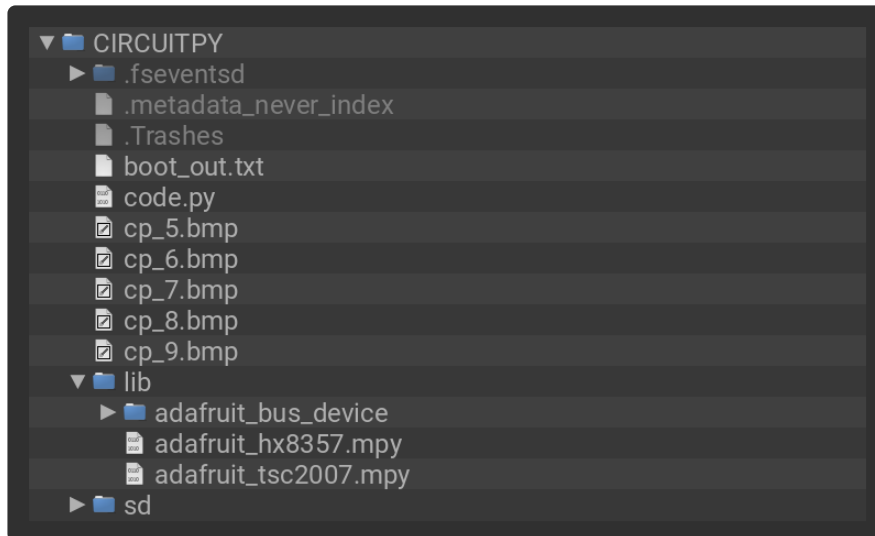 CIRCUITPY
.fseventsd
.metadata_never_index
.Trashes
boot_out.txt
code.py
cp_5.bmp
cp_6.bmp
cp_7.bmp
cp_8.bmp
cp_9.bmp
lib
adafruit_bus_device
adafruit_hx8357.mpy
adafruit_tsc2007.mpy
sd